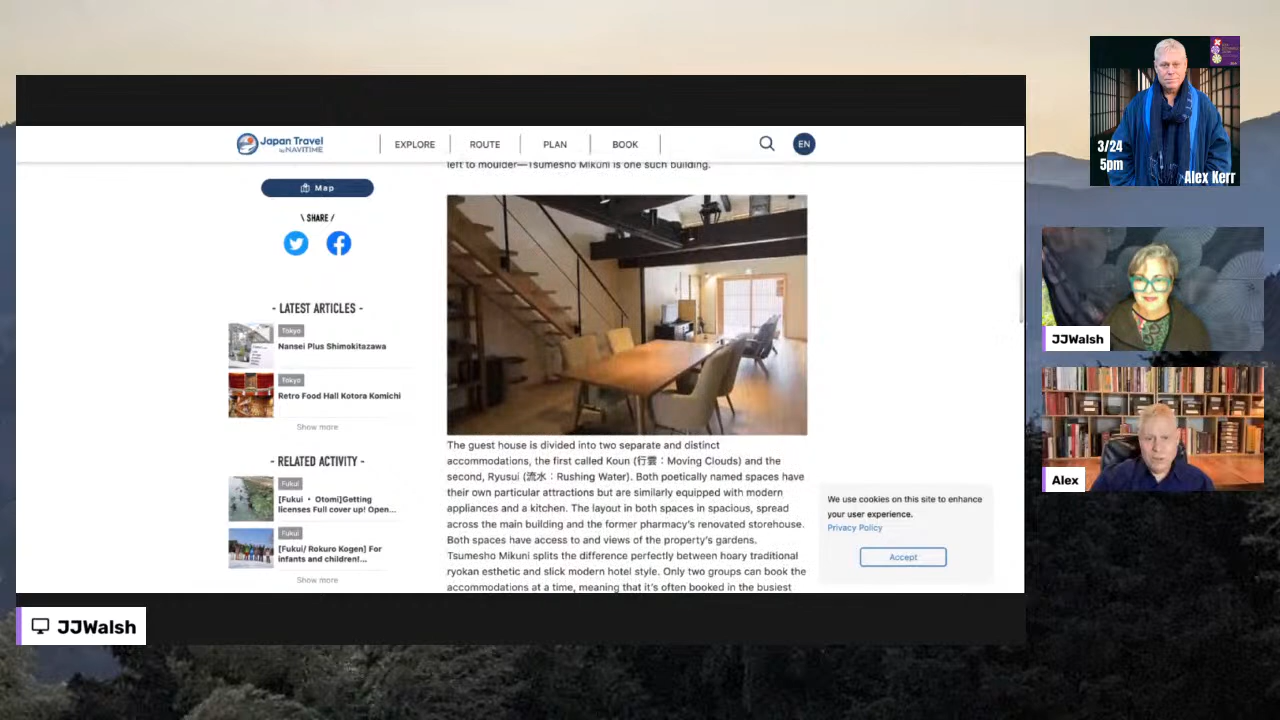 Japan Travel
by NAVITIME
EXPLORE
ROUTE
PLAN
BOOK
EN
left to moulder—Tsumesho Mikuni is one such building.
Map
\ SHARE /
- LATEST ARTICLES -
Tokyo
Nansei Plus Shimokitazawa
Tokyo
Retro Food Hall Kotora Komichi
Show more
- RELATED ACTIVITY -
Fukui
[Fukui ・ Otomi]Getting
licenses Full cover up! Open...
Fukui
[Fukui/ Rokuro Kogen] For
infants and children!...
Show more
The guest house is divided into two separate and distinct
accommodations, the first called Koun (行雲：Moving Clouds) and the
second, Ryusui (流水：Rushing Water). Both poetically named spaces have
their own particular attractions but are similarly equipped with modern
appliances and a kitchen. The layout in both spaces in spacious, spread
across the main building and the former pharmacy's renovated storehouse.
Both spaces have access to and views of the property's gardens.
Tsumesho Mikuni splits the difference perfectly between hoary traditional
ryokan esthetic and slick modern hotel style. Only two groups can book the
accommodations at a time, meaning that it's often booked in the busiest
We use cookies on this site to enhance
your user experience.
Privacy Policy
Accept
JJWalsh
3/24
5pm
Alex Kerr
JJWalsh
Alex